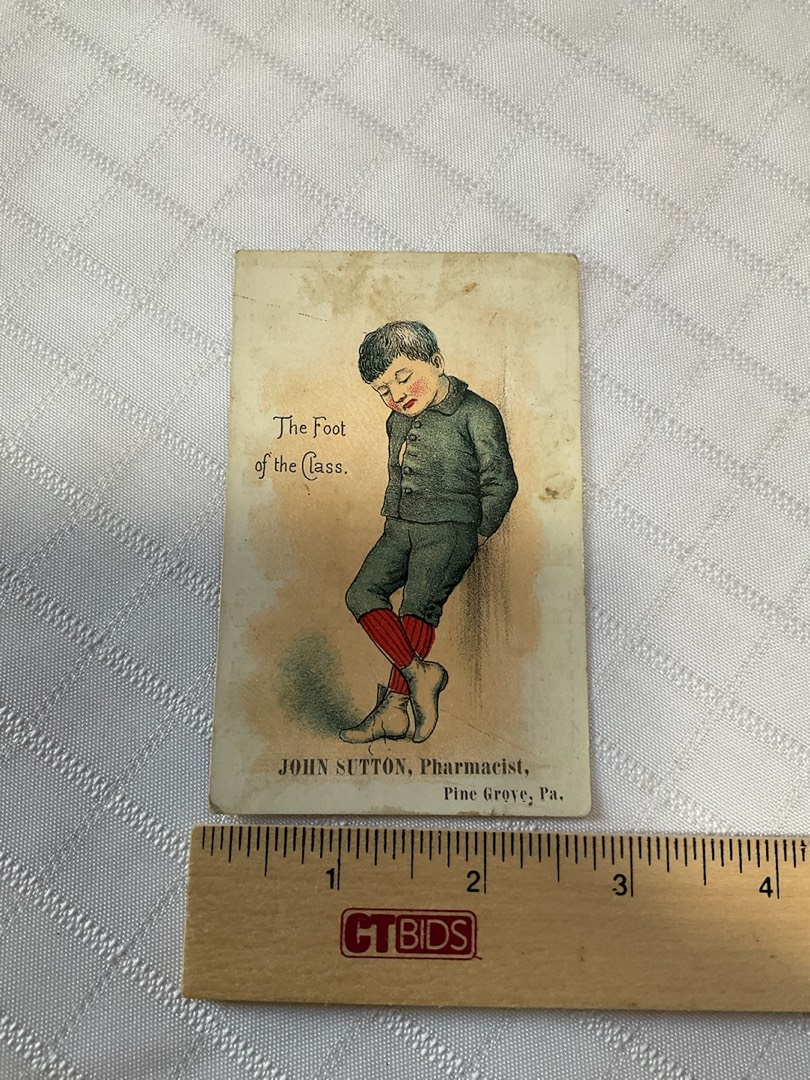 The Foot
of the Class.
JOHN SUTTON, Pharmacist,
Pine Grove, Pa.
1 2 3 4
CTBIDS